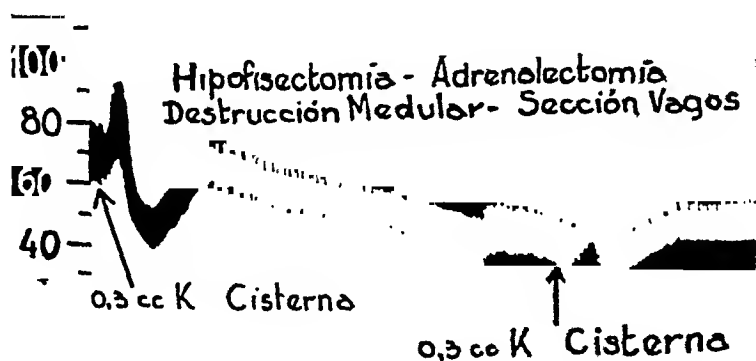 100
Hipofisectomía - Adrenalectomía
Destrucción Medular - Sección Vagos
80
60
40
0,3 cc K Cisterna
0,3 cc K Cisterna